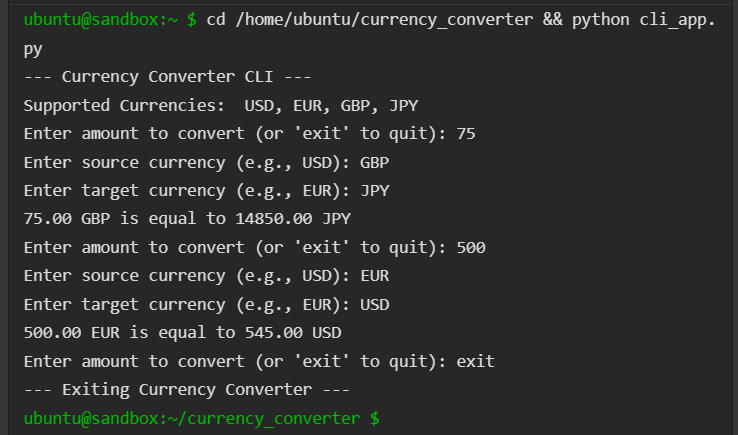 ubuntu@sandbox:~ $ cd /home/ubuntu/currency_converter && python cli_app.
py
--- Currency Converter CLI ---
Supported Currencies:  USD, EUR, GBP, JPY
Enter amount to convert (or 'exit' to quit): 75
Enter source currency (e.g., USD): GBP
Enter target currency (e.g., EUR): JPY
75.00 GBP is equal to 14850.00 JPY
Enter amount to convert (or 'exit' to quit): 500
Enter source currency (e.g., USD): EUR
Enter target currency (e.g., EUR): USD
500.00 EUR is equal to 545.00 USD
Enter amount to convert (or 'exit' to quit): exit
--- Exiting Currency Converter ---
ubuntu@sandbox:~/currency_converter $